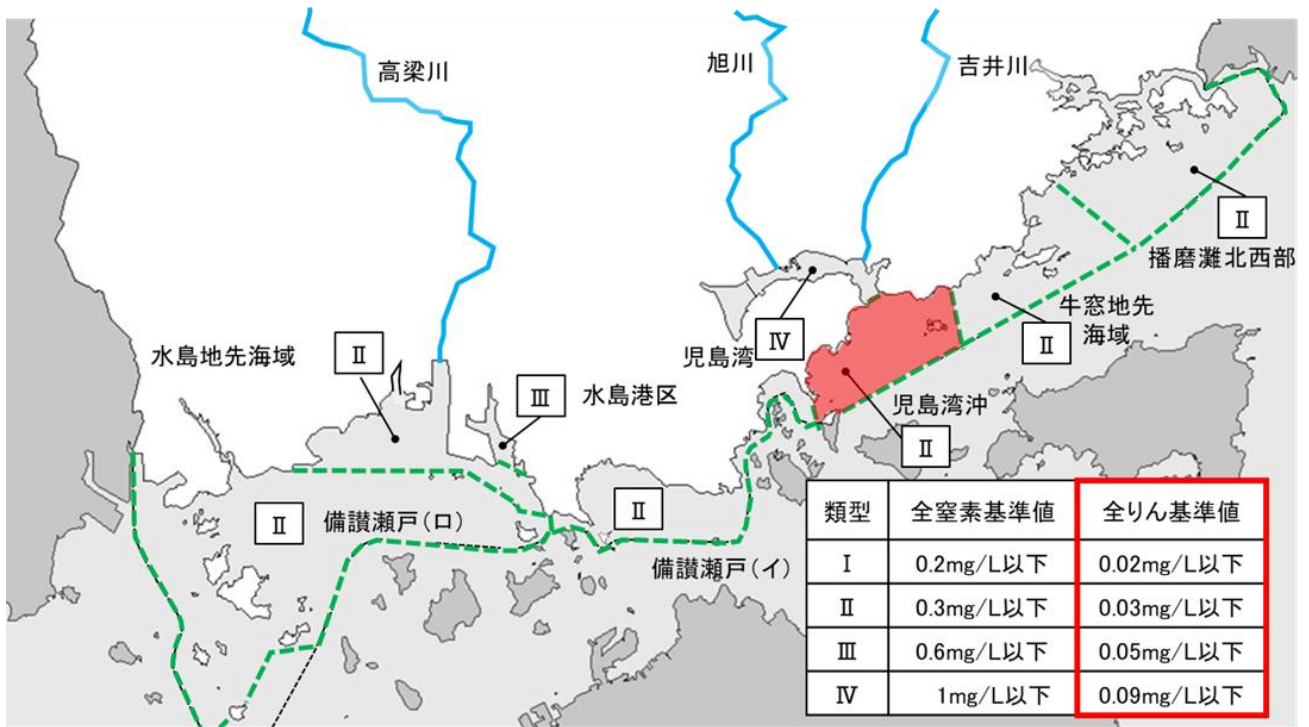 高梁川
旭川
吉井川
Ⅱ
播磨灘北西部
牛窓地先
海域
Ⅱ
Ⅳ
児島湾
水島地先海域
Ⅱ
Ⅲ
水島港区
児島湾沖
Ⅱ
Ⅱ
備讃瀬戸(ロ)
Ⅱ
備讃瀬戸(イ)
類型 全窒素基準値 全りん基準値
Ⅰ 0.2mg/L以下 0.02mg/L以下
Ⅱ 0.3mg/L以下 0.03mg/L以下
Ⅲ 0.6mg/L以下 0.05mg/L以下
Ⅳ 1mg/L以下 0.09mg/L以下